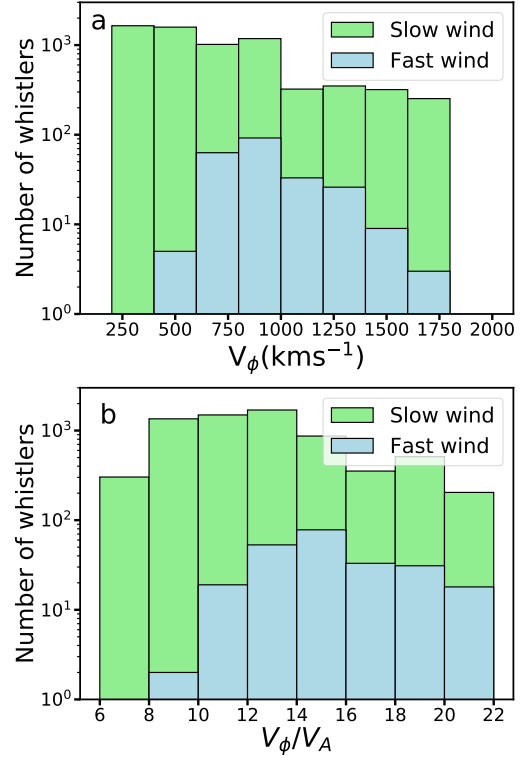 a
Slow wind
Fast wind
Number of whistlers
10³
10²
10¹
10⁰
250 500 750 1000 1250 1500 1750 2000
V_ϕ(kms⁻¹)
b
Slow wind
Fast wind
Number of whistlers
10³
10²
10¹
10⁰
6 8 10 12 14 16 18 20 22
V_ϕ/V_A